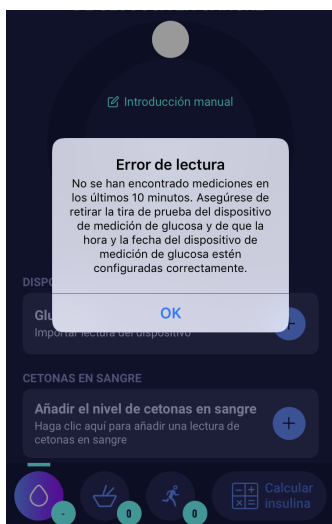 Introducción manual
Error de lectura
No se han encontrado mediciones en
los últimos 10 minutos. Asegúrese de
retirar la tira de prueba del dispositivo
de medición de glucosa y de que la
hora y la fecha del dispositivo de
medición de glucosa estén
configuradas correctamente.
OK
Importar lectura del dispositivo
CETONAS EN SANGRE
Añadir el nivel de cetonas en sangre
Haga clic aquí para añadir una lectura de
cetonas en sangre
-
0
0
Calcular
insulina